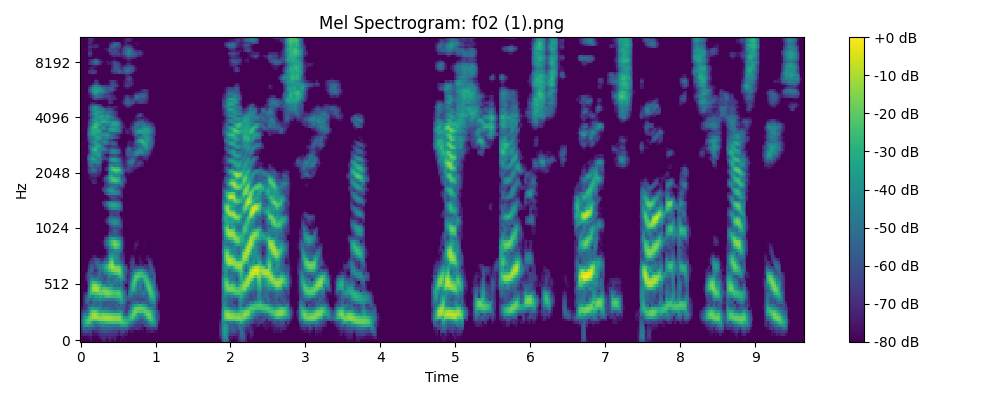 Mel Spectrogram: f02 (1).png
8192
4096
2048
1024
512
0
Hz
0 1 2 3 4 5 6 7 8 9
Time
+0 dB
-10 dB
-20 dB
-30 dB
-40 dB
-50 dB
-60 dB
-70 dB
-80 dB